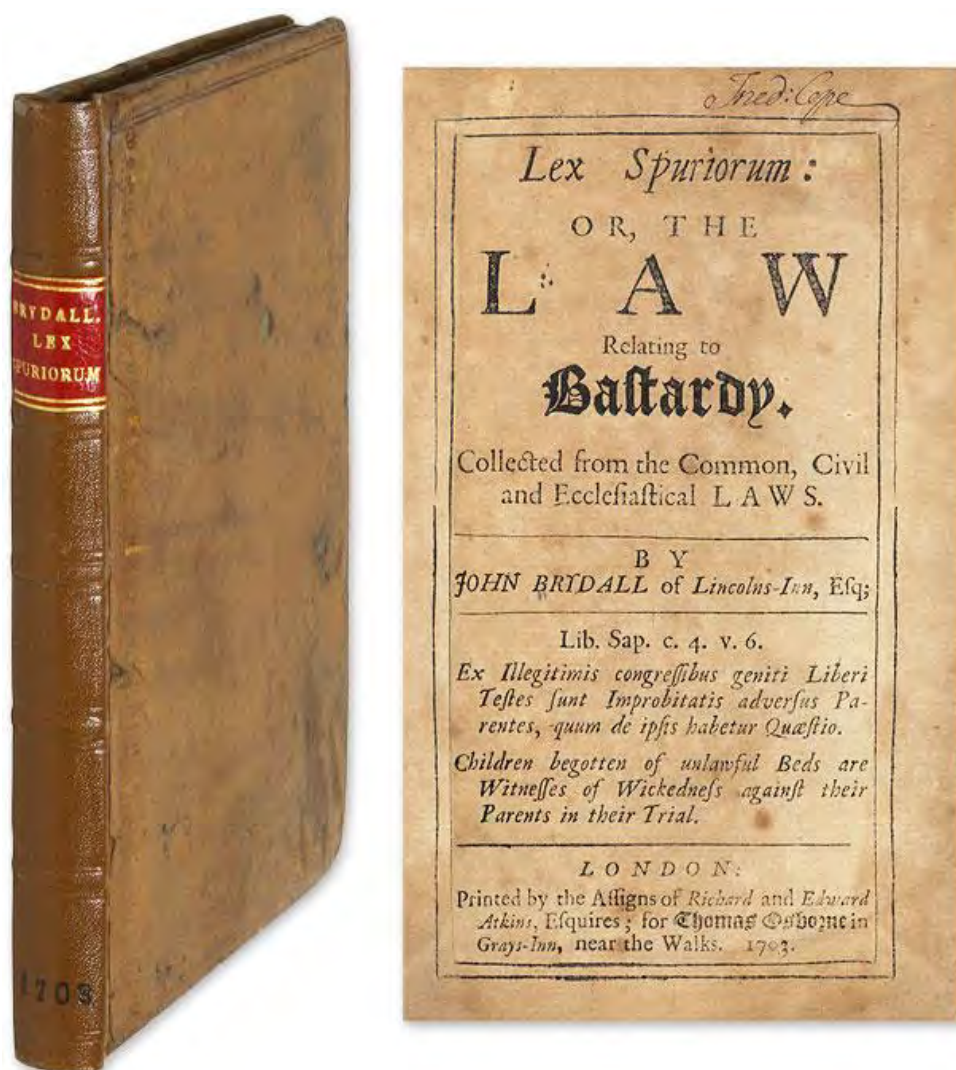 BRYDALL.
LEX
SPURIORUM
1703
Fred: Cope
Lex Spuriorum:
OR, THE
LAW
Relating to
Baſtardy.
Collected from the Common, Civil
and Eccleſiaſtical LAWS.
BY
JOHN BRYDALL of Lincolns-Inn, Eſq;
Lib. Sap. c. 4. v. 6.
Ex Illegitimis congreſſibus geniti Liberi
Teſtes ſunt Improbitatis adverſus Pa-
rentes, quum de ipſis habetur Quæſtio.
Children begotten of unlawful Beds are
Witneſſes of Wickedneſs againſt their
Parents in their Trial.
LONDON:
Printed by the Aſſigns of Richard and Edward
Atkins, Eſquires; for Thomas Osborne in
Grays-Inn, near the Walks. 1703.